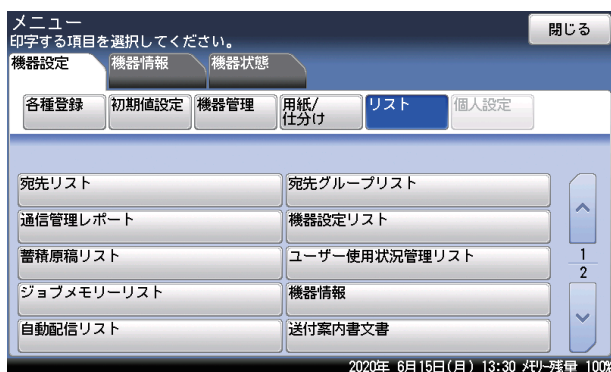 メニュー
印字する項目を選択してください。
閉じる
機器設定 機器情報 機器状態
各種登録 初期値設定 機器管理 用紙/
仕分け リスト 個人設定
宛先リスト 宛先グループリスト
通信管理レポート 機器設定リスト
蓄積原稿リスト ユーザー使用状況管理リスト
ジョブメモリーリスト 機器情報
自動配信リスト 送付案内書文書
1
2
2020年 6月15日(月) 13:30 メモリー残量 100%